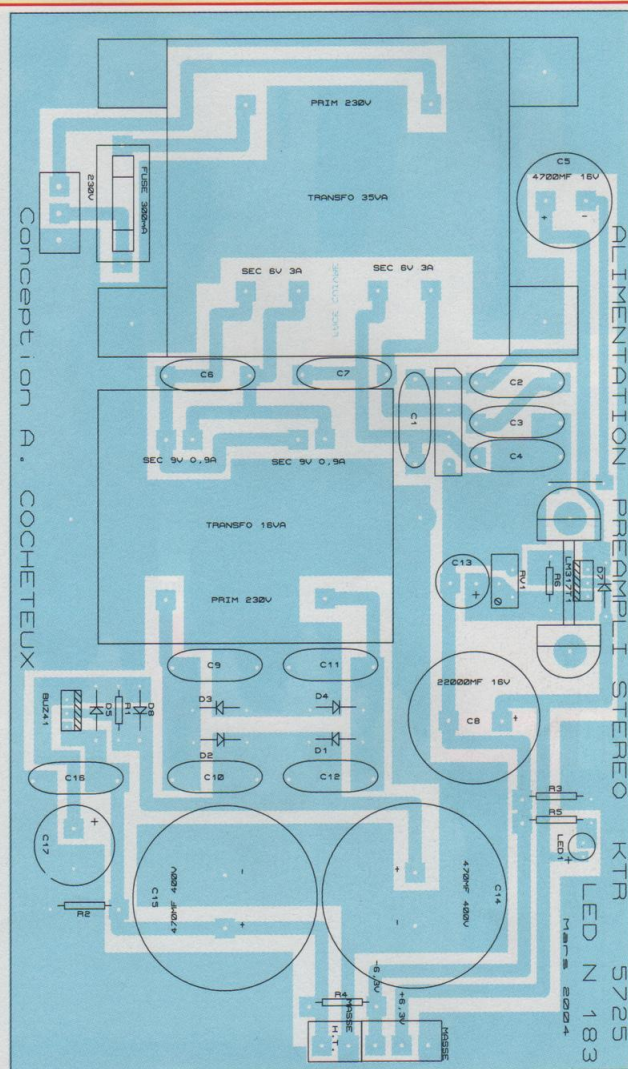 PRIM 230V
C5
4700MF 16V
+ -
TRANSFO 35VA
FUSE 300mA
230V
SEC 6V 3A
SEC 6V 3A
C6
C7
C1
C2
C3
C4
SEC 9V 0,9A
SEC 9V 0,9A
TRANSFO 16VA
PRIM 230V
C13
+
RV1
R6
LM317T1
D7
C9
C11
22000MF 16V
C8
+
D3
D4
D2
D1
BUZ41
D5
R1
D8
C16
C10
C12
C17
+
R2
C15
470MF 400V
-
+
C14
470MF 400V
+
-
R3
R5
LED1
+
R4
MASSE
H.T.
-6,3V
+6,3V
MASSE
Conception A. COCHETEUX
ALIMENTATION PREAMPLI STEREO KTR 5725
LED N 183
Mars 2004